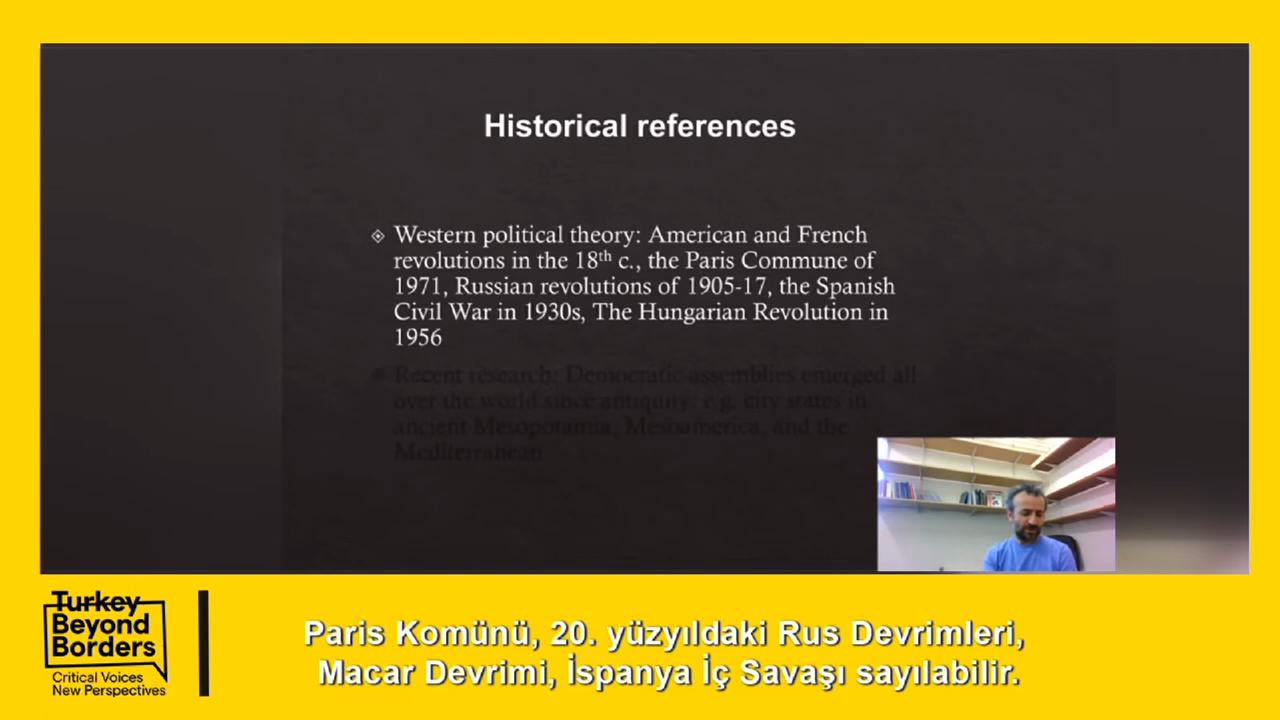 Historical references
Western political theory: American and French
revolutions in the 18th c., the Paris Commune of
1971, Russian revolutions of 1905-17, the Spanish
Civil War in 1930s, The Hungarian Revolution in
1956
Recent research: Democratic assemblies emerged all
over the world since antiquity: e.g. city states in
ancient Mesopotamia, Mesoamerica, and the
Mediterranean
Turkey
Beyond
Borders
Critical Voices
New Perspectives
Paris Komünü, 20. yüzyıldaki Rus Devrimleri,
Macar Devrimi, İspanya İç Savaşı sayılabilir.